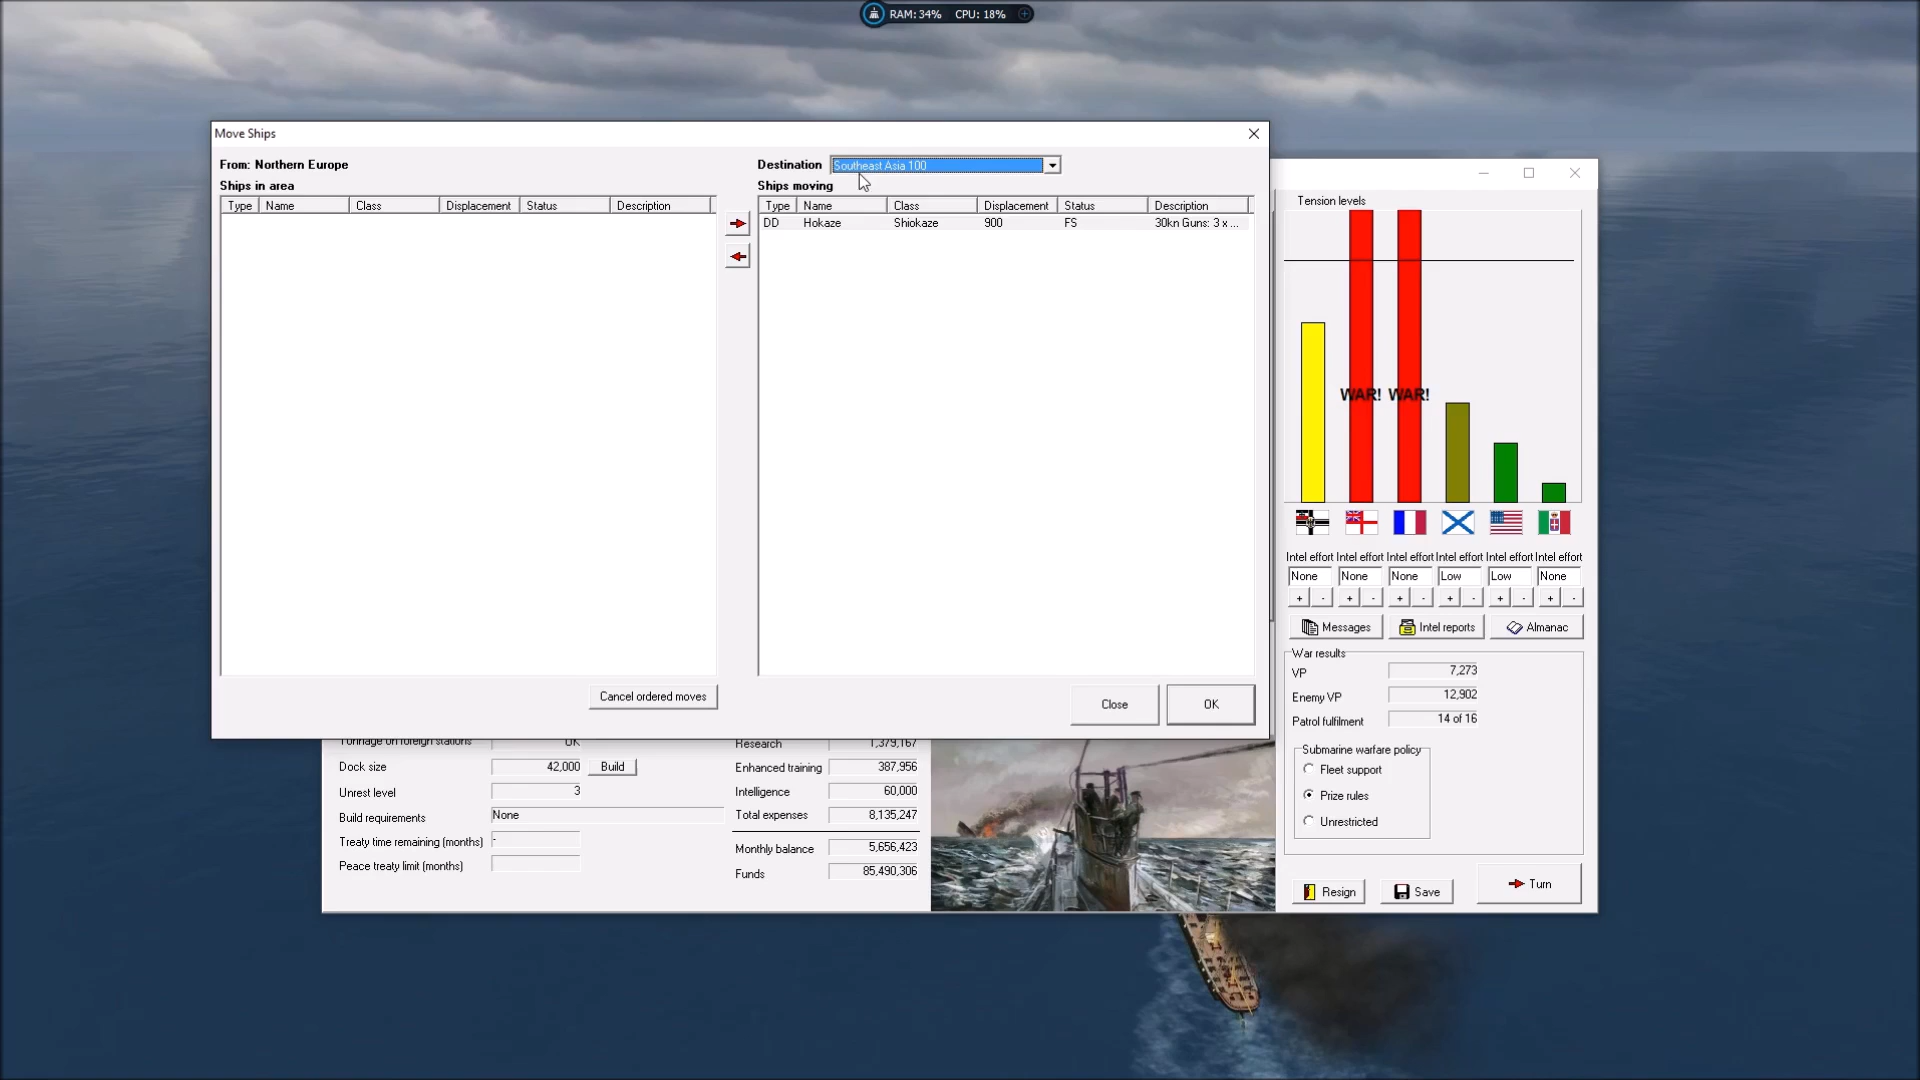 RAM: 34% CPU: 18%
Move Ships
From: Northern Europe
Destination Southeast Asia 100
Ships in area
Ships moving
Type Name Class Displacement Status Description
Type Name Class Displacement Status Description
DD Hokaze Shiokaze 900 FS 30kn Guns: 3 x ...
Cancel ordered moves
Close
OK
Tension levels
WAR! WAR!
Intel effort Intel effort Intel effort Intel effort Intel effort Intel effort
None None None Low Low None
+ - + - + - + - + - + -
Messages Intel reports Almanac
War results
VP 7,273
Enemy VP 12,902
Patrol fulfilment 14 of 16
Submarine warfare policy
Fleet support
Prize rules
Unrestricted
Resign Save Turn
Tonnage on foreign stations OK
Dock size 42,000 Build
Unrest level 3
Build requirements None
Treaty time remaining (months) -
Peace treaty limit (months)
Research 1,379,167
Enhanced training 387,956
Intelligence 60,000
Total expenses 8,135,247
Monthly balance 5,656,423
Funds 85,490,306